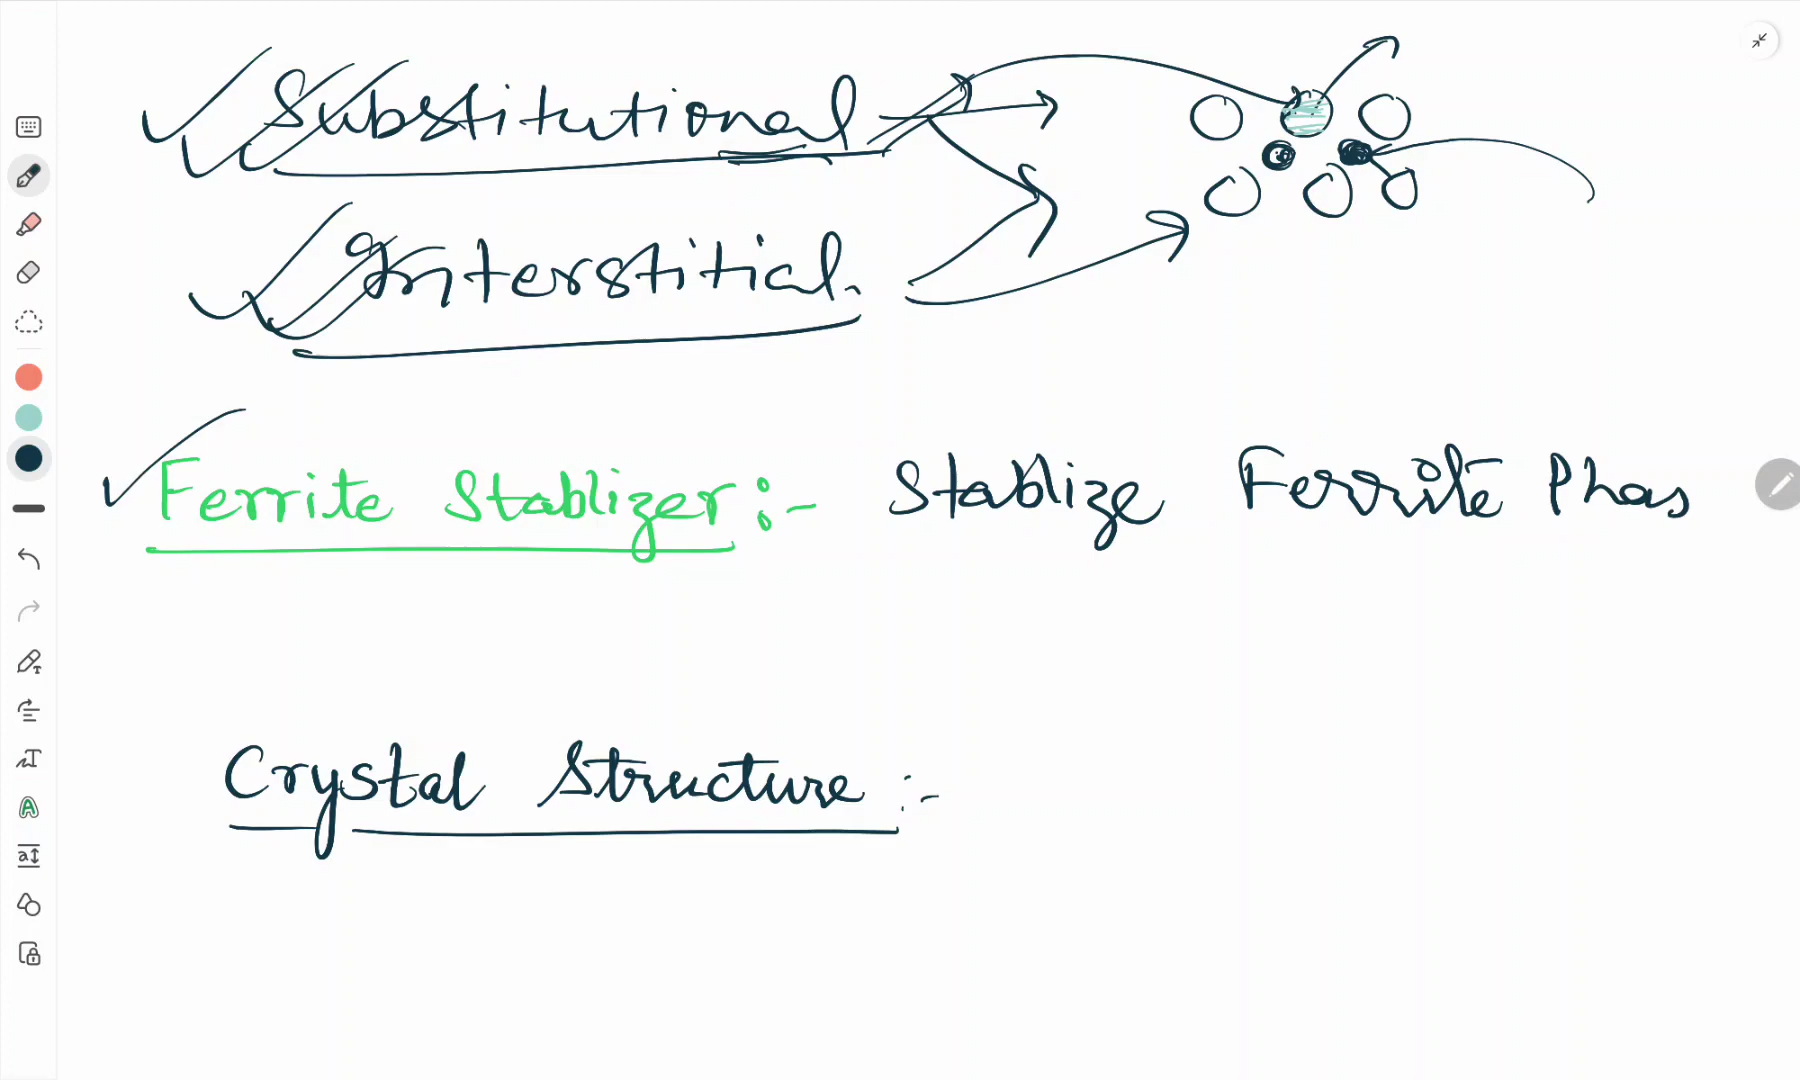 Substitutional
Interstitial.
Ferrite Stablizer :- Stablize Ferrite Phas
Crystal Structure :-